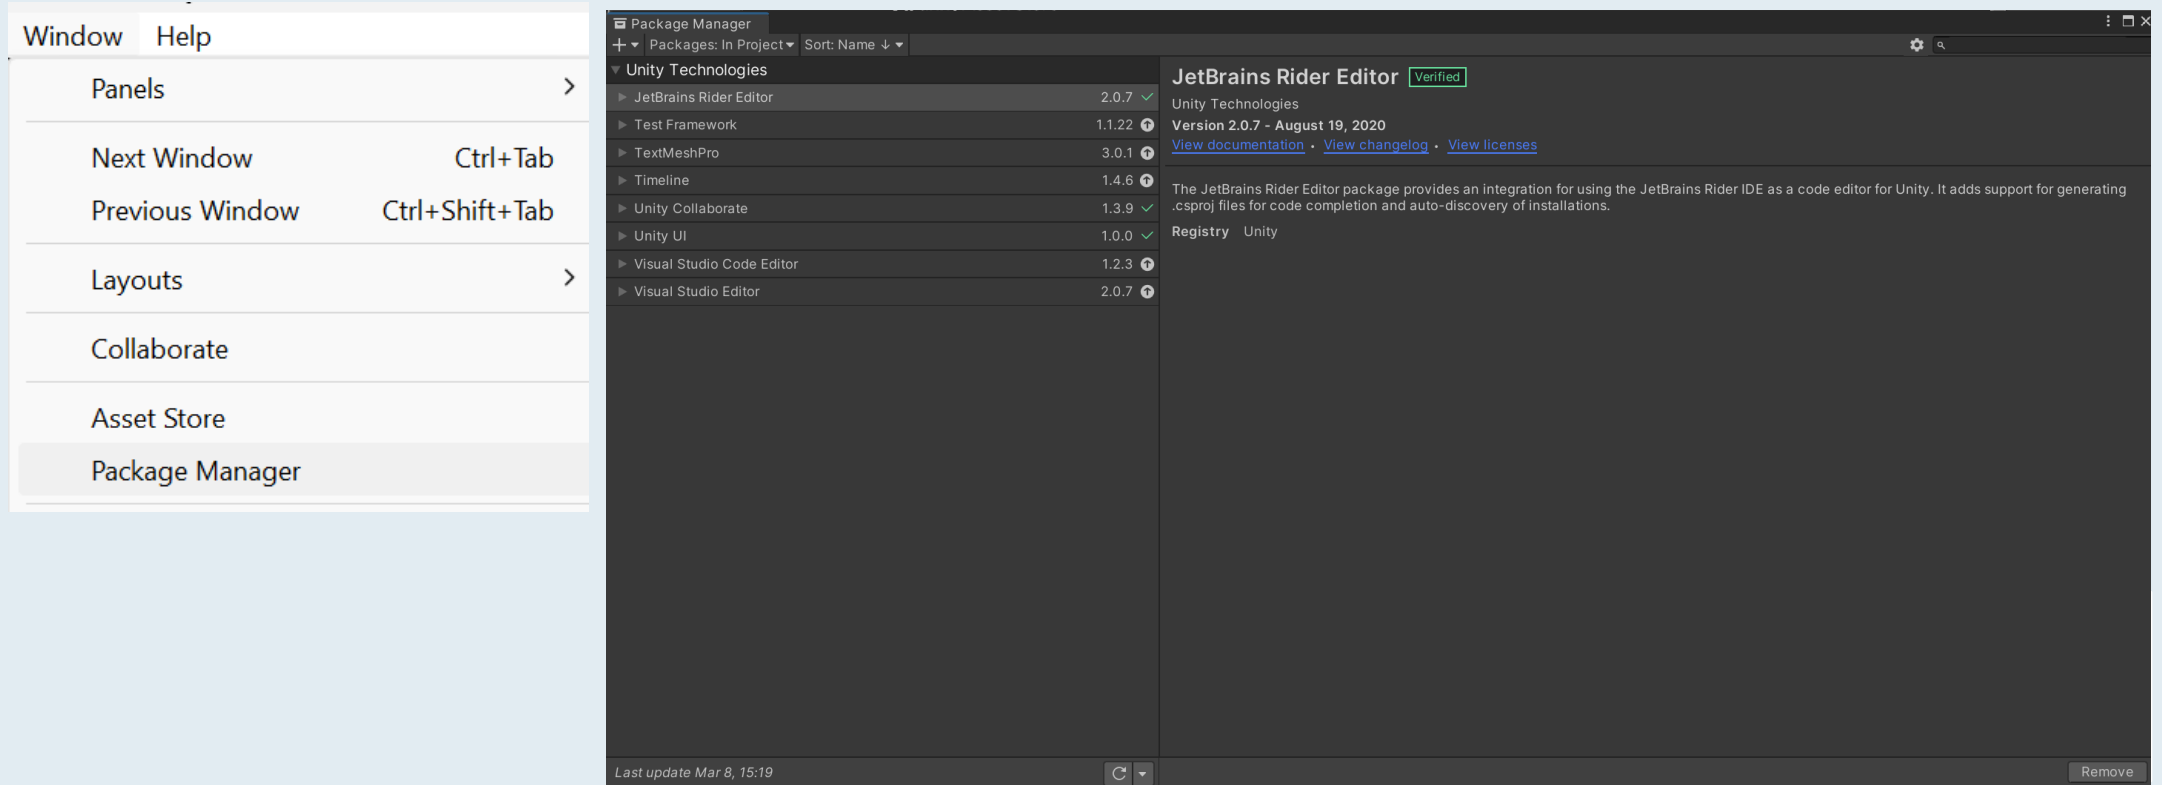 Window Help
Panels
Next Window Ctrl+Tab
Previous Window Ctrl+Shift+Tab
Layouts
Collaborate
Asset Store
Package Manager
Package Manager
Packages: In Project Sort: Name ↓
Unity Technologies
JetBrains Rider Editor 2.0.7
Test Framework 1.1.22
TextMeshPro 3.0.1
Timeline 1.4.6
Unity Collaborate 1.3.9
Unity UI 1.0.0
Visual Studio Code Editor 1.2.3
Visual Studio Editor 2.0.7
Last update Mar 8, 15:19
JetBrains Rider Editor Verified
Unity Technologies
Version 2.0.7 - August 19, 2020
View documentation • View changelog • View licenses
The JetBrains Rider Editor package provides an integration for using the JetBrains Rider IDE as a code editor for Unity. It adds support for generating
.csproj files for code completion and auto-discovery of installations.
Registry Unity
Remove